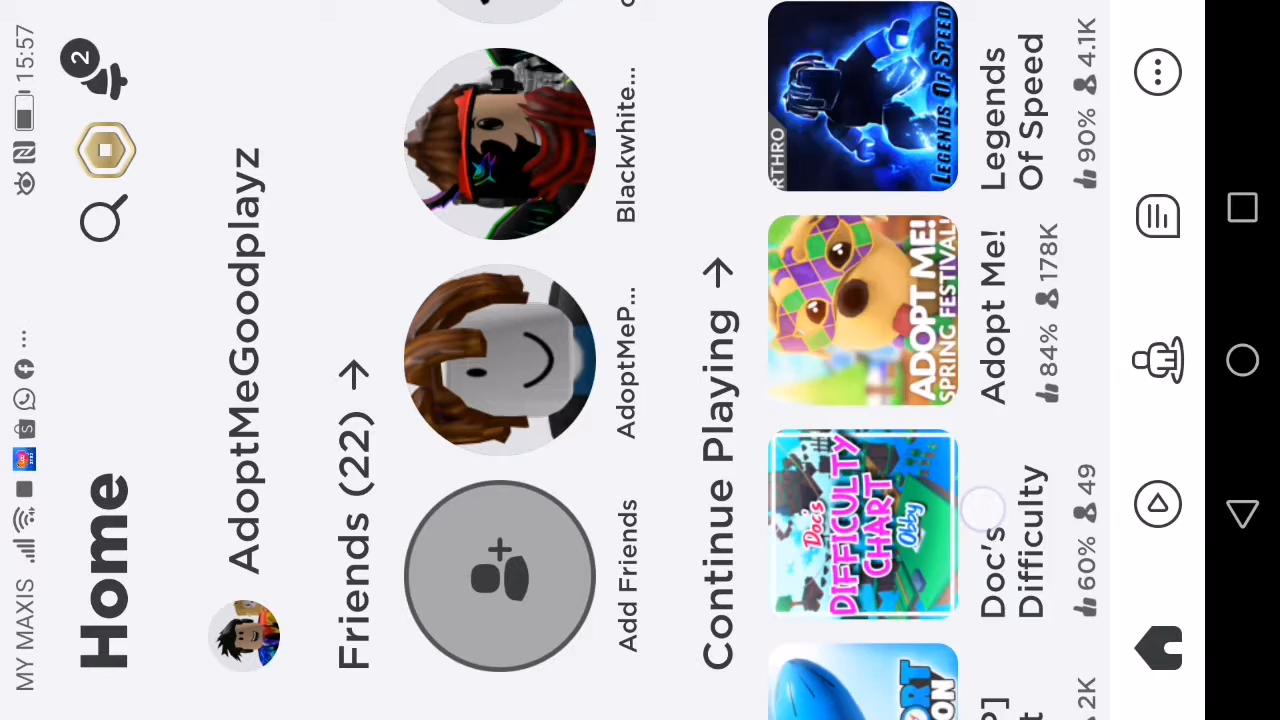 MY MAXIS
15:57
Home
2
AdoptMeGoodplayz
Friends (22) →
Add Friends
AdoptMeP...
Blackwhite...
Continue Playing →
Doc's
DIFFICULTY
CHART
Obby
ADOPT ME!
SPRING FESTIVAL!
RTHRO
LEGENDS OF SPEED
P]
Doc's
Difficulty
Adopt Me!
Legends
Of Speed
2K
60% 49
84% 178K
90% 4.1K